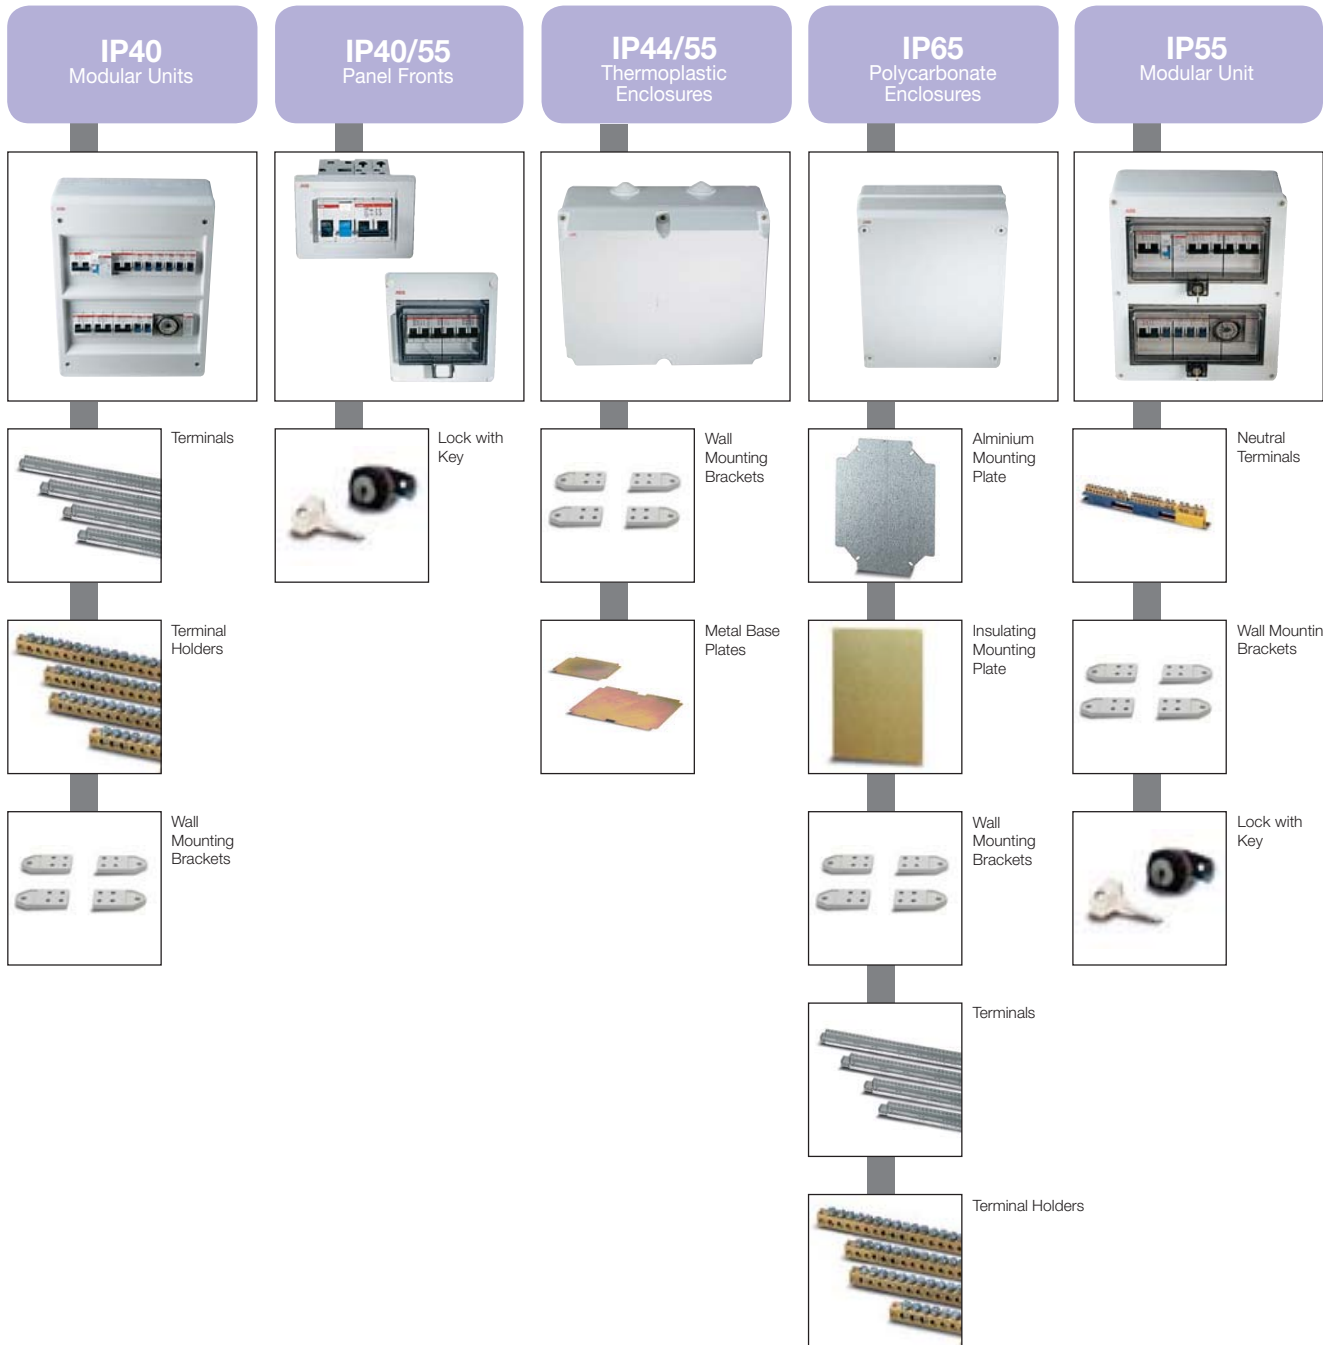 IP40
Modular Units
IP40/55
Panel Fronts
IP44/55
Thermoplastic
Enclosures
IP65
Polycarbonate
Enclosures
IP55
Modular Unit
Terminals
Terminal
Holders
Wall
Mounting
Brackets
Lock with
Key
Wall
Mounting
Brackets
Metal Base
Plates
Alminium
Mounting
Plate
Insulating
Mounting
Plate
Wall
Mounting
Brackets
Terminals
Terminal Holders
Neutral
Terminals
Wall Mountin
Brackets
Lock with
Key